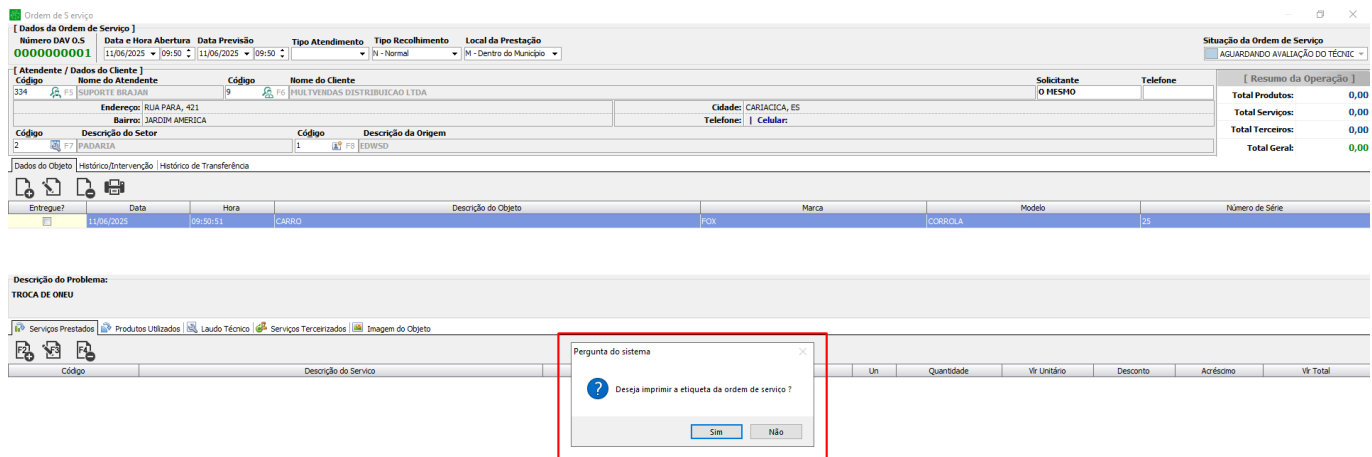 Ordem de Serviço
[ Dados da Ordem de Serviço ]
Número DAV O.S Data e Hora Abertura Data Previsão Tipo Atendimento Tipo Recolhimento Local da Prestação Situação da Ordem de Serviço
0000000001 11/06/2025 09:50 11/06/2025 09:50 N - Normal M - Dentro do Município AGUARDANDO AVALIAÇÃO DO TÉCNIC
[ Atendente / Dados do Cliente ]
Código Nome do Atendente Código Nome do Cliente Solicitante Telefone [ Resumo da Operação ]
334 F5 SUPORTE BRAJAN 9 F6 MULTVENDAS DISTRIBUICAO LTDA O MESMO
Total Produtos: 0,00
Endereço: RUA PARA, 421 Cidade: CARIACICA, ES
Total Serviços: 0,00
Bairro: JARDIM AMERICA Telefone: | Celular:
Total Terceiros: 0,00
Código Descrição do Setor Código Descrição da Origem
2 F7 PADARIA 1 F8 EDWSD
Total Geral: 0,00
Dados do Objeto Histórico/Intervenção Histórico de Transferência
Entregue? Data Hora Descrição do Objeto Marca Modelo Número de Série
11/06/2025 09:50:51 CARRO FOX CORROLA 25
Descrição do Problema:
TROCA DE ONEU
Serviços Prestados Produtos Utilizados Laudo Técnico Serviços Terceirizados Imagem do Objeto
F2 F3 F4
Código Descrição do Servico Un Quantidade Vlr Unitário Desconto Acréscimo Vlr Total
Pergunta do sistema
Deseja imprimir a etiqueta da ordem de serviço ?
Sim Não